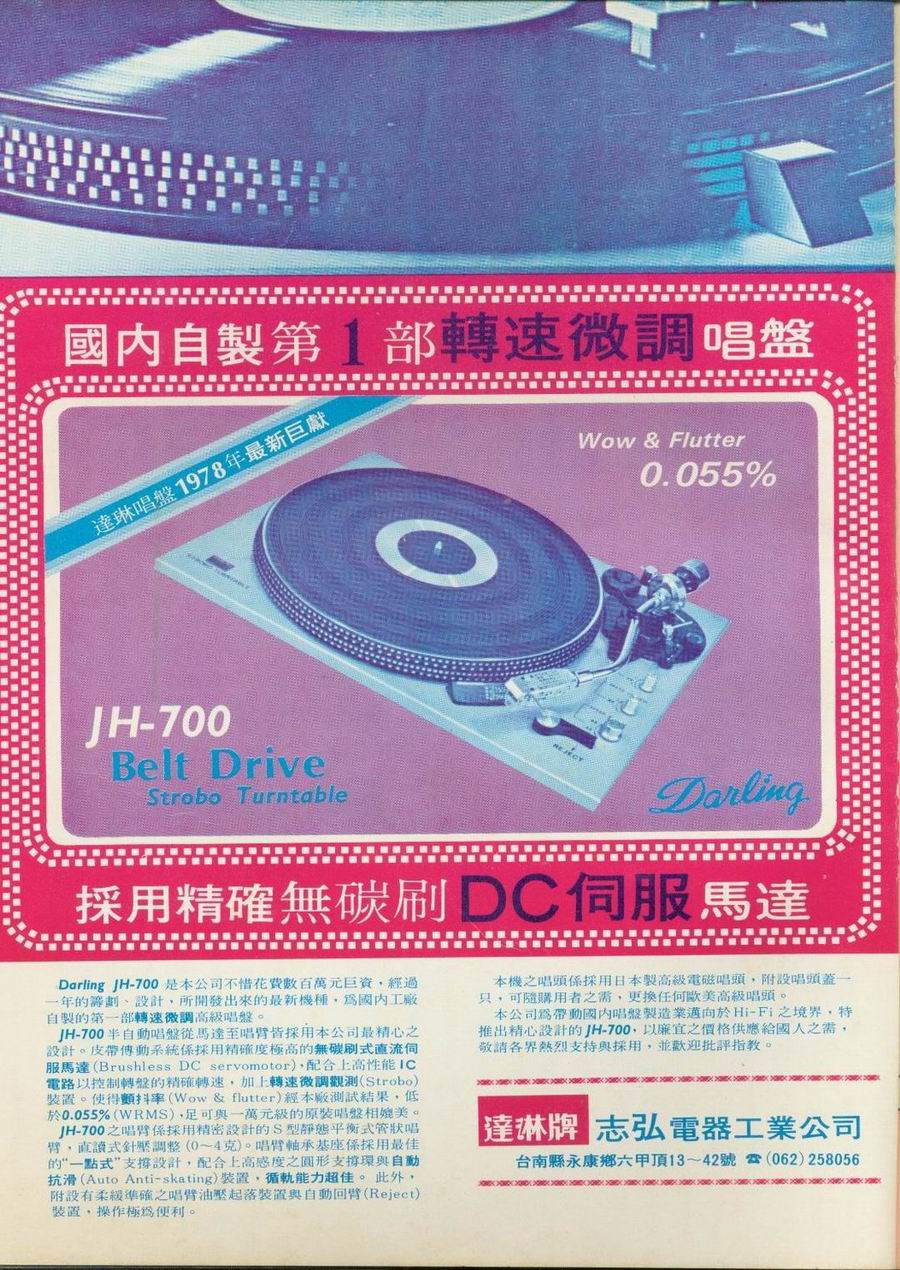 國內自製第1部轉速微調唱盤
達琳唱盤1978年最新巨獻
Wow & Flutter
0.055%
JH-700
Belt Drive
Strobo Turntable
REJECT
Darling
採用精確無碳刷DC伺服馬達
Darling JH-700 是本公司不惜花費數百萬元巨資，經過
一年的籌劃、設計，所開發出來的最新機種，爲國內工廠
自製的第一部轉速微調高級唱盤。
JH-700半自動唱盤從馬達至唱臂皆採用本公司最精心之
設計。皮帶傳動系統係採用精確度極高的無碳刷式直流伺
服馬達(Brushless DC servomotor)，配合上高性能IC
電路以控制轉盤的精確轉速，加上轉速微調觀測(Strobo)
裝置。使得顫抖率(Wow & flutter)經本廠測試結果，低
於0.055%(WRMS)，足可與一萬元級的原裝唱盤相媲美。
JH-700之唱臂係採用精密設計的S型靜態平衡式管狀唱
臂，直讀式針壓調整(0～4克)。唱臂軸承基座係採用最佳
的“一點式”支撐設計，配合上高感度之圓形支撐環與自動
抗滑(Auto Anti-skating)裝置，循軌能力超佳。此外，
附設有柔緩準確之唱臂油壓起落裝置與自動回臂(Reject)
裝置，操作極爲便利。
本機之唱頭係採用日本製高級電磁唱頭，附設唱頭蓋一
只，可隨購用者之需，更換任何歐美高級唱頭。
本公司爲帶動國內唱盤製造業邁向於Hi-Fi之境界，特
推出精心設計的JH-700，以廉宜之價格供應給國人之需，
敬請各界熱烈支持與採用，並歡迎批評指教。
達琳牌 志弘電器工業公司
台南縣永康鄉六甲頂13～42號 ☎(062)258056